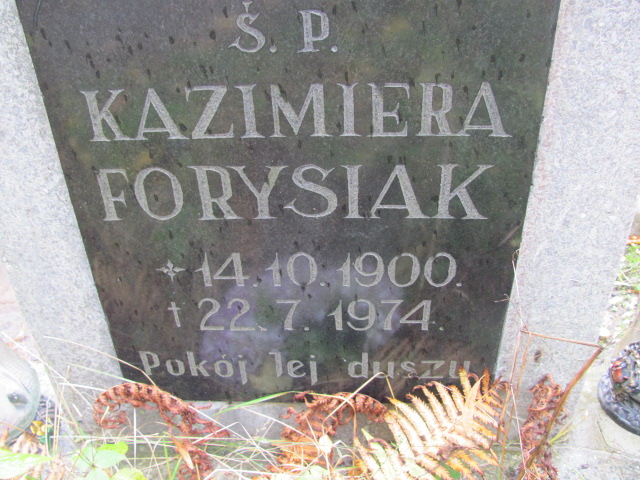 Ś. P.
KAZIMIERA
FORYSIAK
14.10.1900.
† 22.7.1974.
Pokój Jej duszy